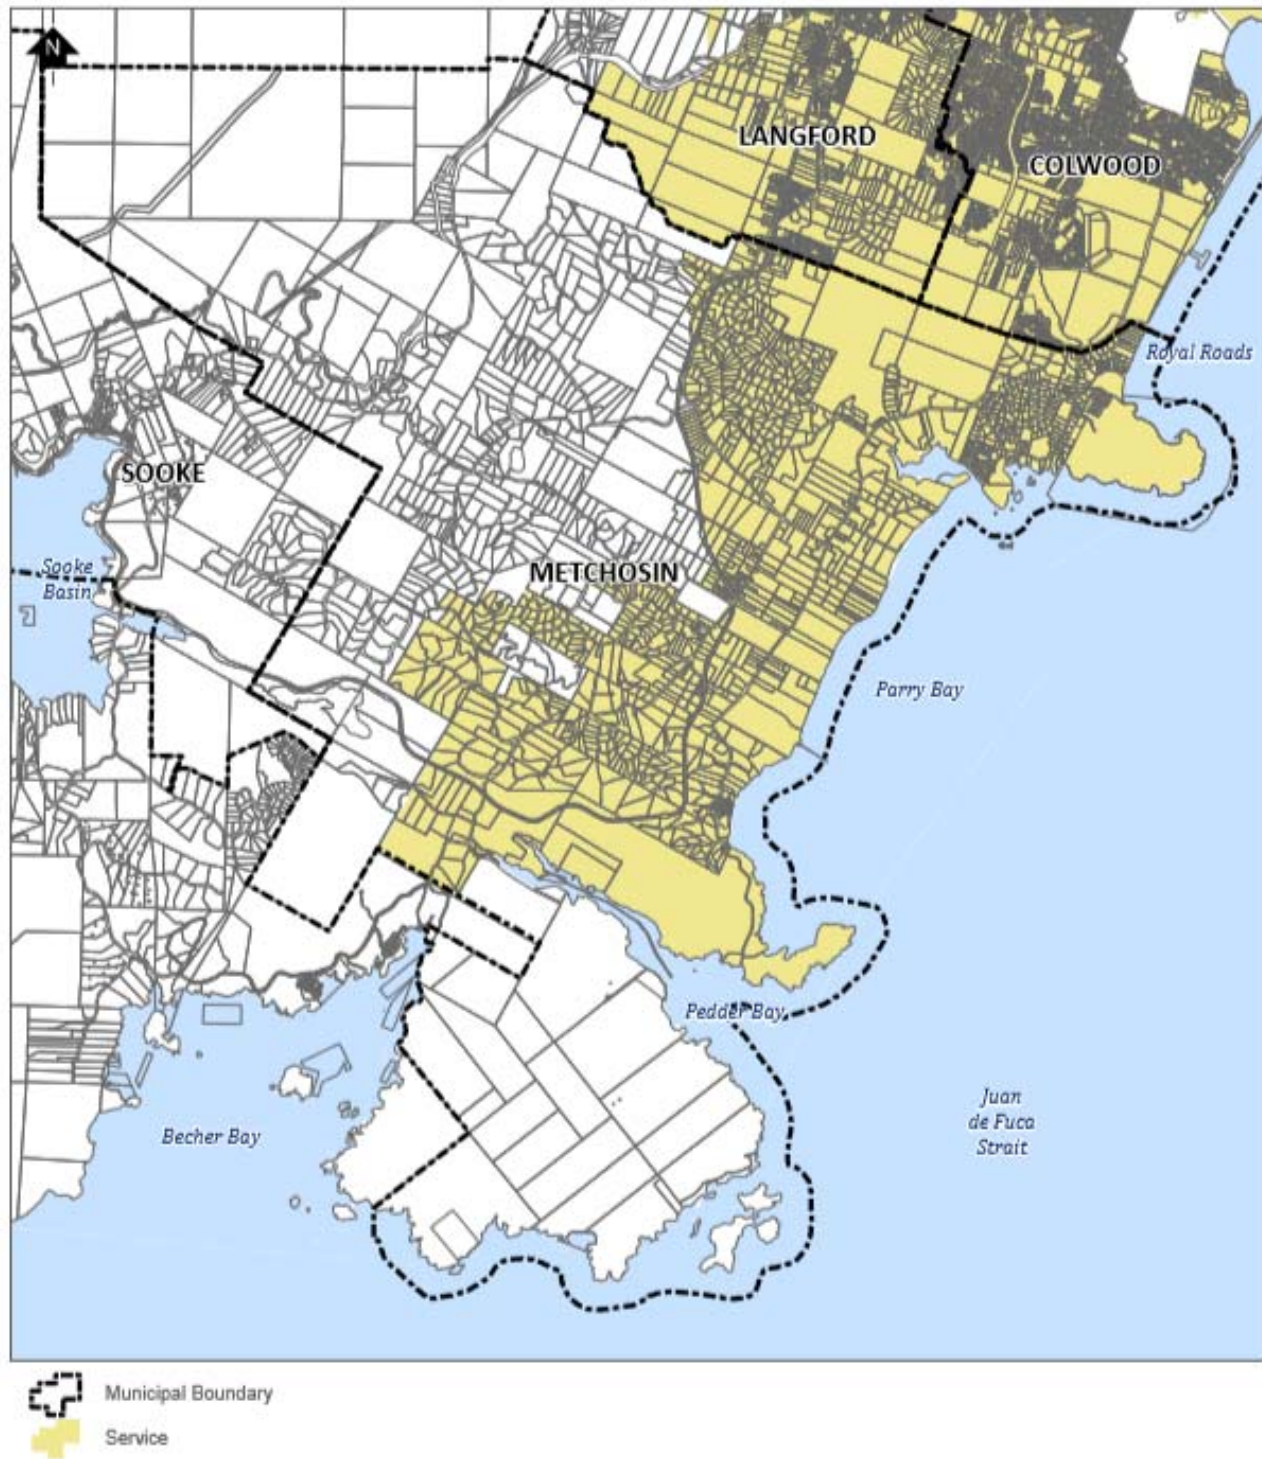 N
LANGFORD
COLWOOD
Royal Roads
SOOKE
Sooke
Basin
METCHOSIN
Parry Bay
Pedder Bay
Juan
de Fuca
Strait
Becher Bay
Municipal Boundary
Service